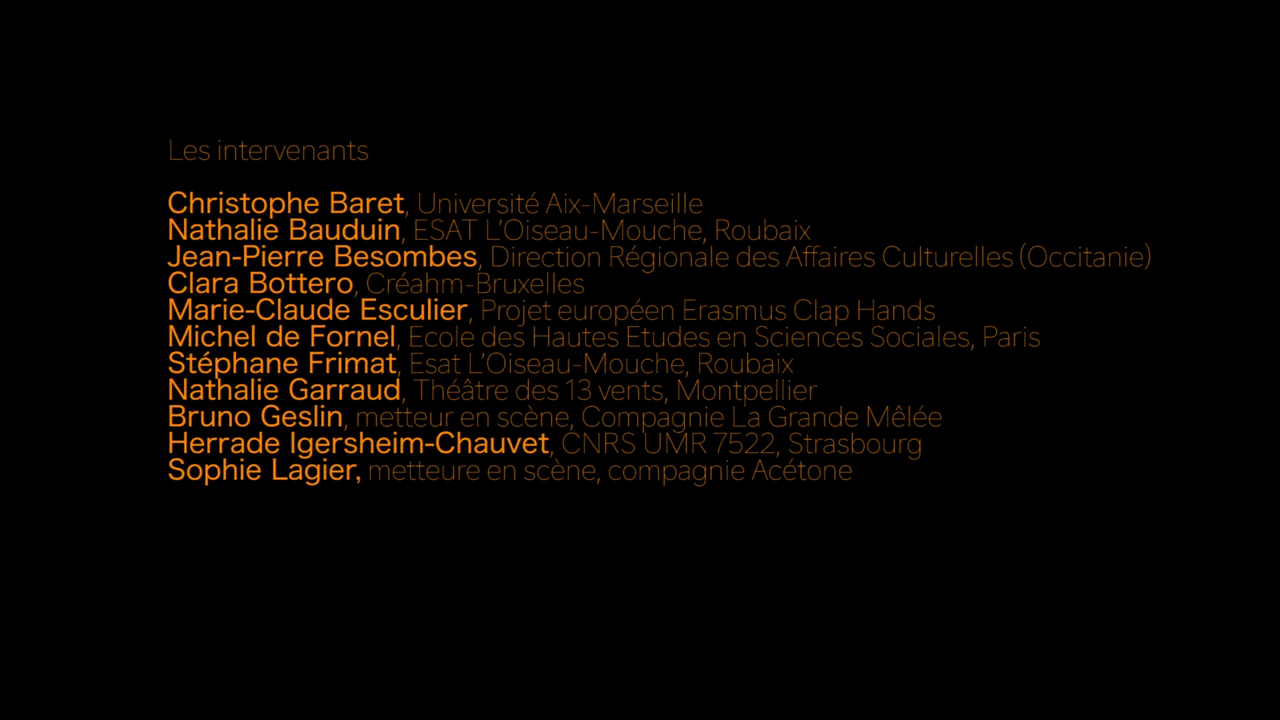 Les intervenants
Christophe Baret, Université Aix-Marseille
Nathalie Bauduin, ESAT L'Oiseau-Mouche, Roubaix
Jean-Pierre Besombes, Direction Régionale des Affaires Culturelles (Occitanie)
Clara Bottero, Créahm-Bruxelles
Marie-Claude Esculier, Projet européen Erasmus Clap Hands
Michel de Fornel, Ecole des Hautes Etudes en Sciences Sociales, Paris
Stéphane Frimat, Esat L'Oiseau-Mouche, Roubaix
Nathalie Garraud, Théâtre des 13 vents, Montpellier
Bruno Geslin, metteur en scène, Compagnie La Grande Mêlée
Herrade Igersheim-Chauvet, CNRS UMR 7522, Strasbourg
Sophie Lagier, metteure en scène, compagnie Acétone